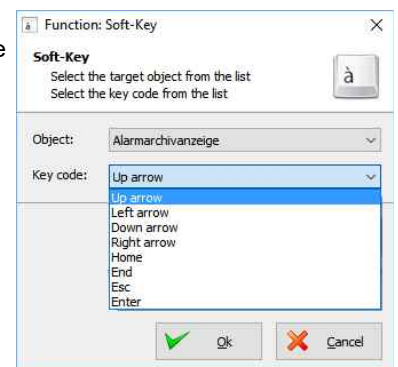 Function: Soft-Key
e
Soft-Key
Select the target object from the list
Select the key code from the list
à
Object: Alarmarchivanzeige
Key code: Up arrow
Up arrow
Left arrow
Down arrow
Right arrow
Home
End
Esc
Enter
Ok Cancel